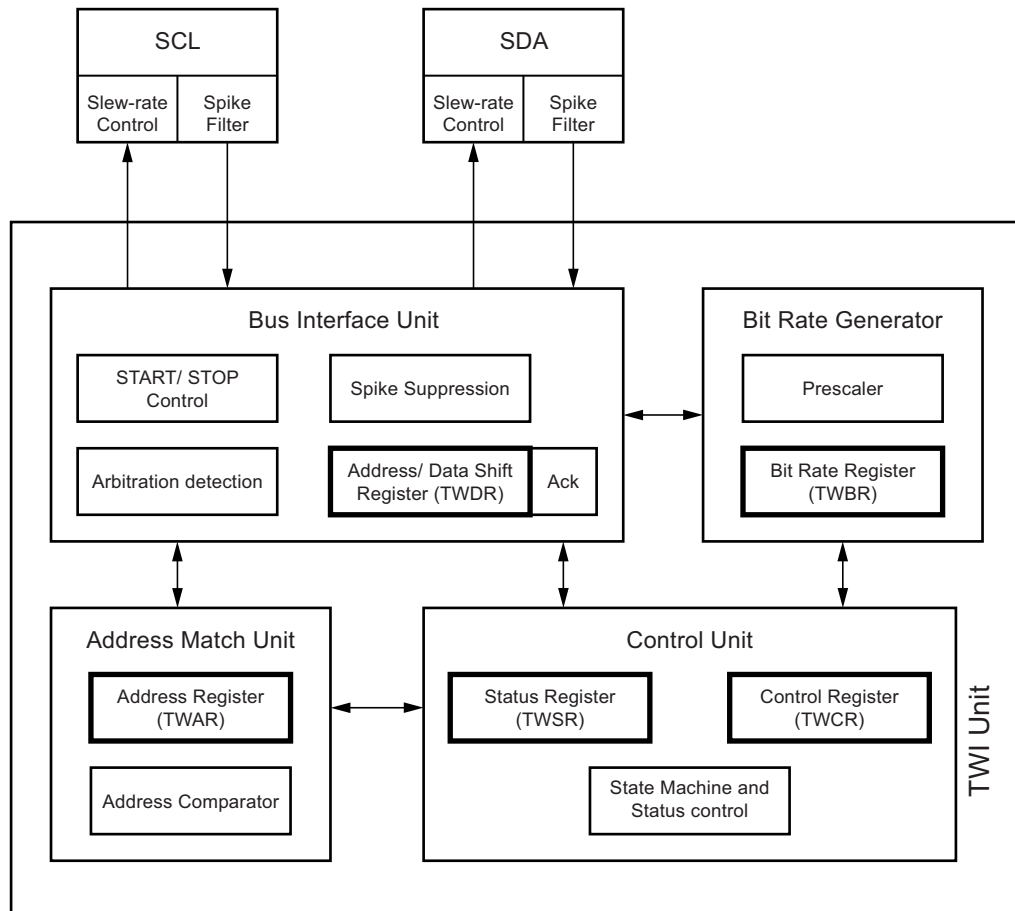 SCL
SDA
Slew-rate
Control
Spike
Filter
Slew-rate
Control
Spike
Filter
Bus Interface Unit
START/ STOP
Control
Spike Suppression
Arbitration detection
Address/ Data Shift
Register (TWDR)
Ack
Bit Rate Generator
Prescaler
Bit Rate Register
(TWBR)
Address Match Unit
Address Register
(TWAR)
Address Comparator
Control Unit
Status Register
(TWSR)
Control Register
(TWCR)
State Machine and
Status control
TWI Unit